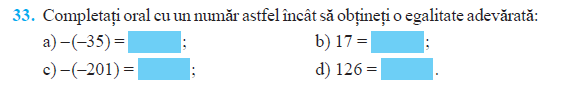 33. Completați oral cu un număr astfel încât să obțineți o egalitate adevărată:
a) –(–35) = ; b) 17 = ;
c) –(–201) = ; d) 126 = .